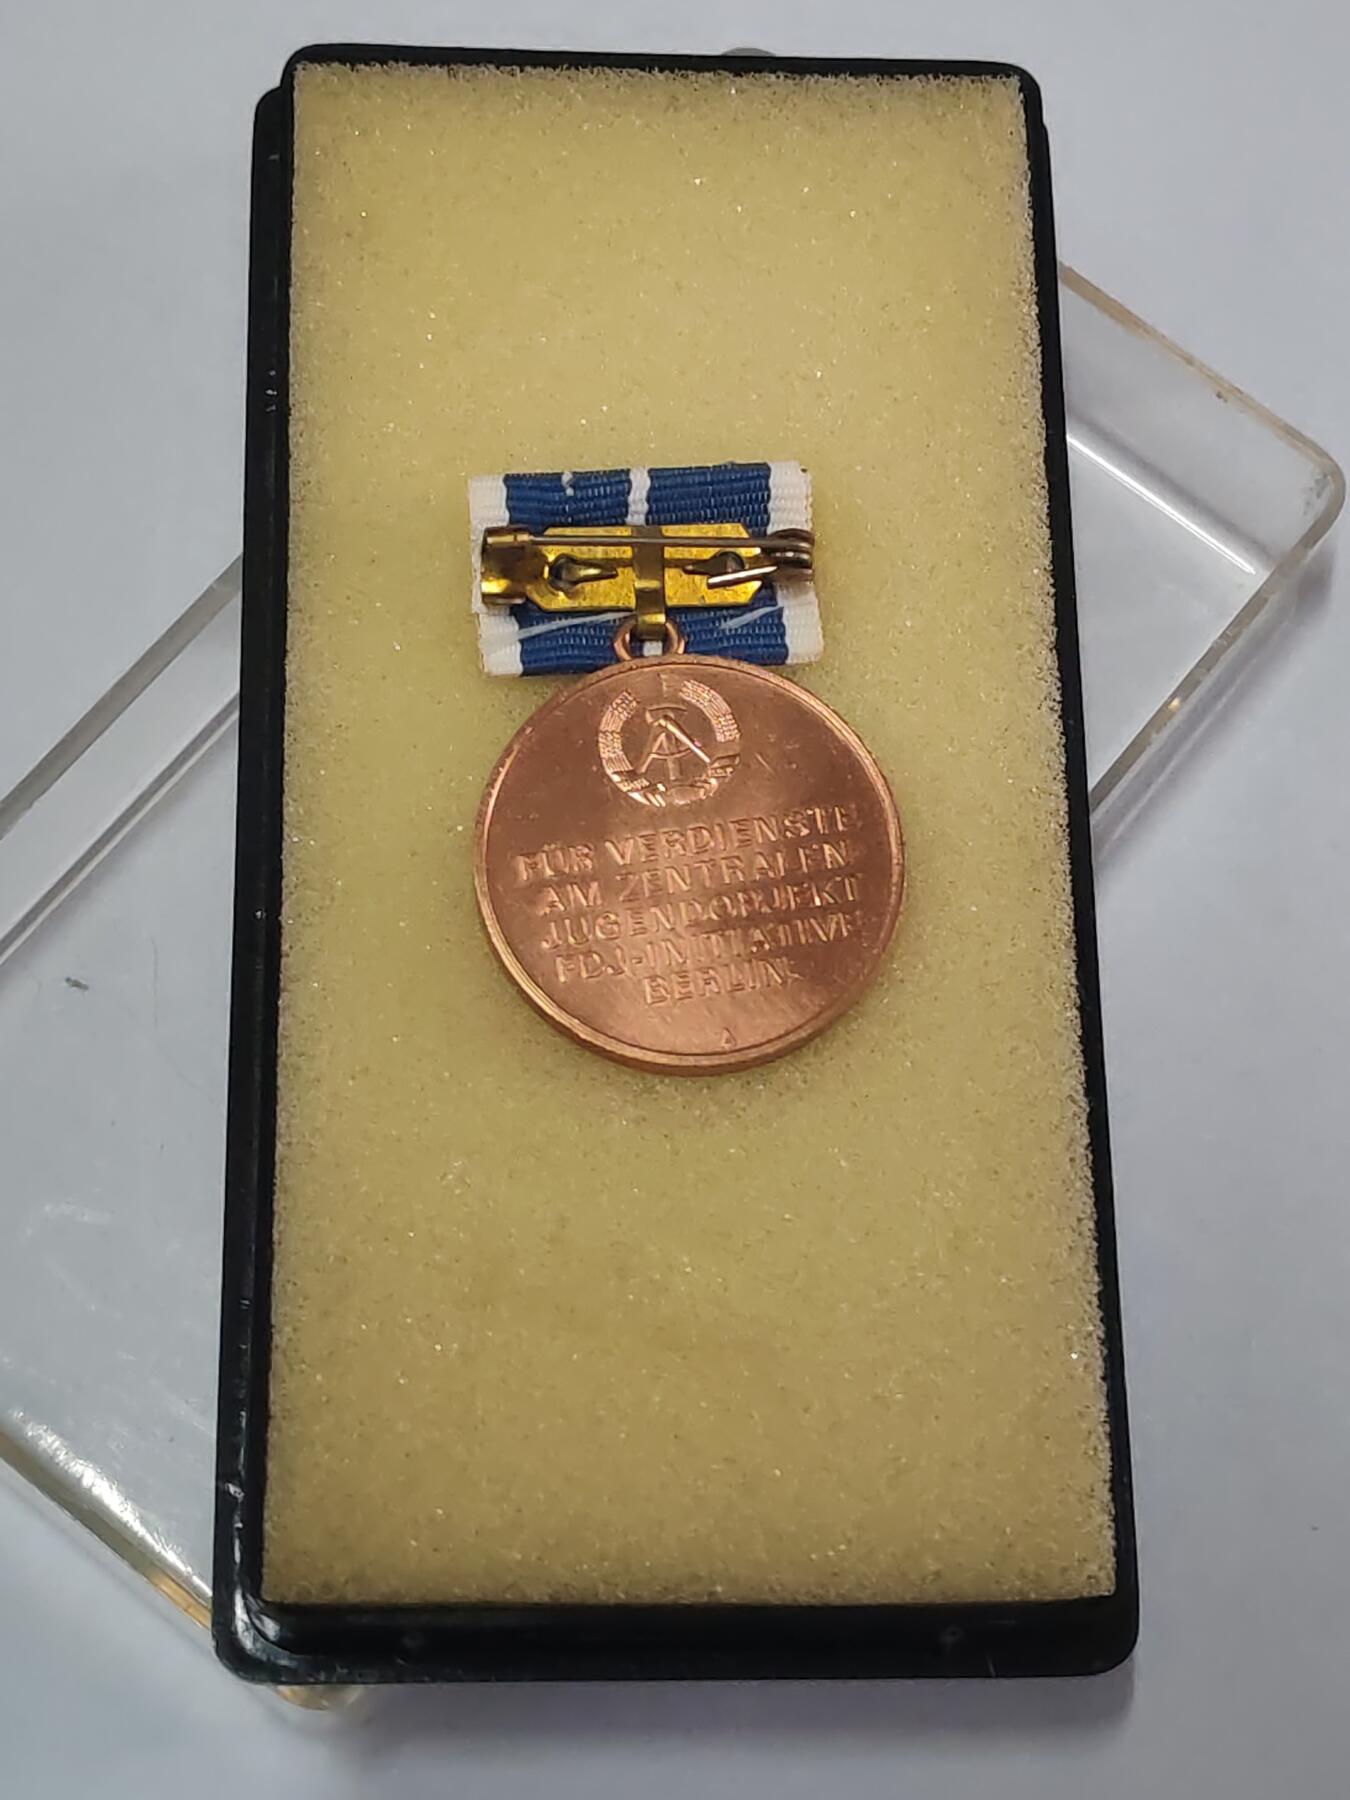 FÜR VERDIENSTE
AM ZENTRALEN
JUGENDOBJEKT
FDJ-INITIATIVE
BERLIN
A